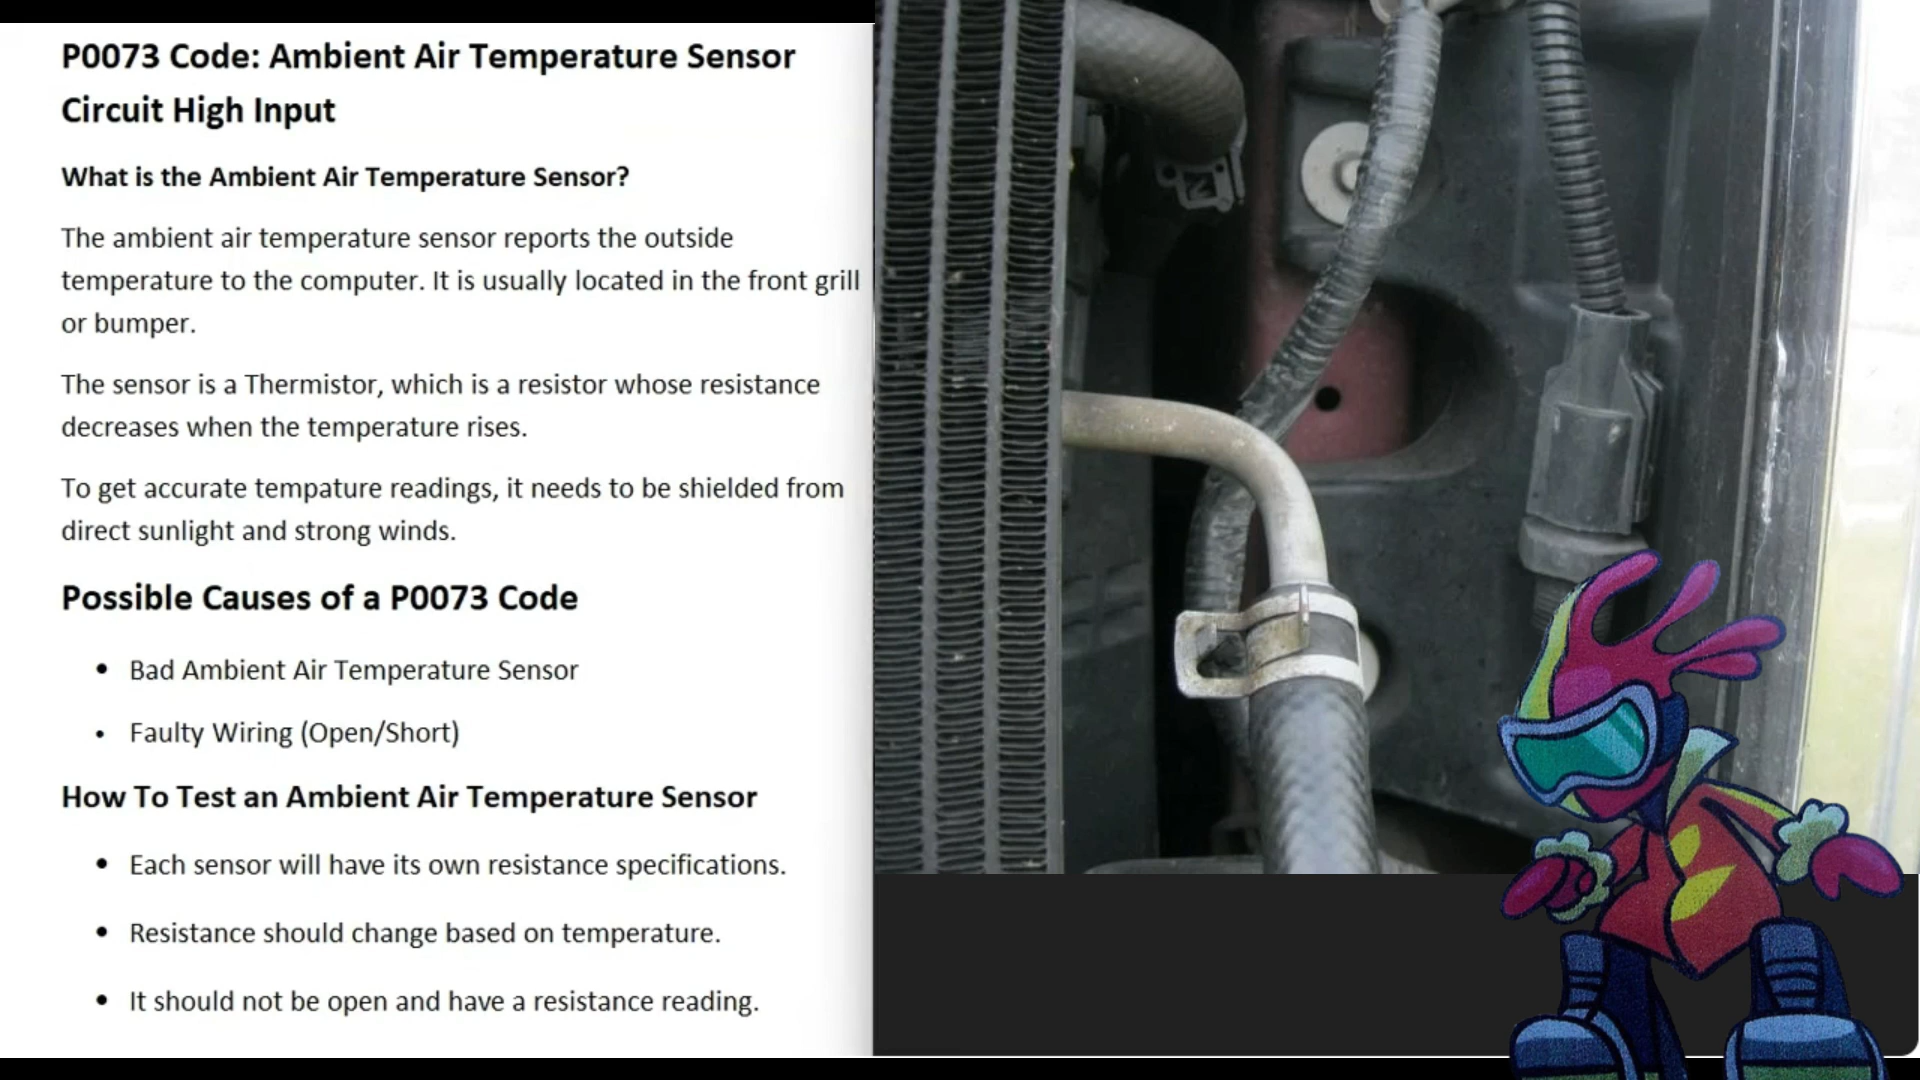 P0073 Code: Ambient Air Temperature Sensor
Circuit High Input
What is the Ambient Air Temperature Sensor?
The ambient air temperature sensor reports the outside
temperature to the computer. It is usually located in the front grill
or bumper.
The sensor is a Thermistor, which is a resistor whose resistance
decreases when the temperature rises.
To get accurate tempature readings, it needs to be shielded from
direct sunlight and strong winds.
Possible Causes of a P0073 Code
• Bad Ambient Air Temperature Sensor
• Faulty Wiring (Open/Short)
How To Test an Ambient Air Temperature Sensor
• Each sensor will have its own resistance specifications.
• Resistance should change based on temperature.
• It should not be open and have a resistance reading.